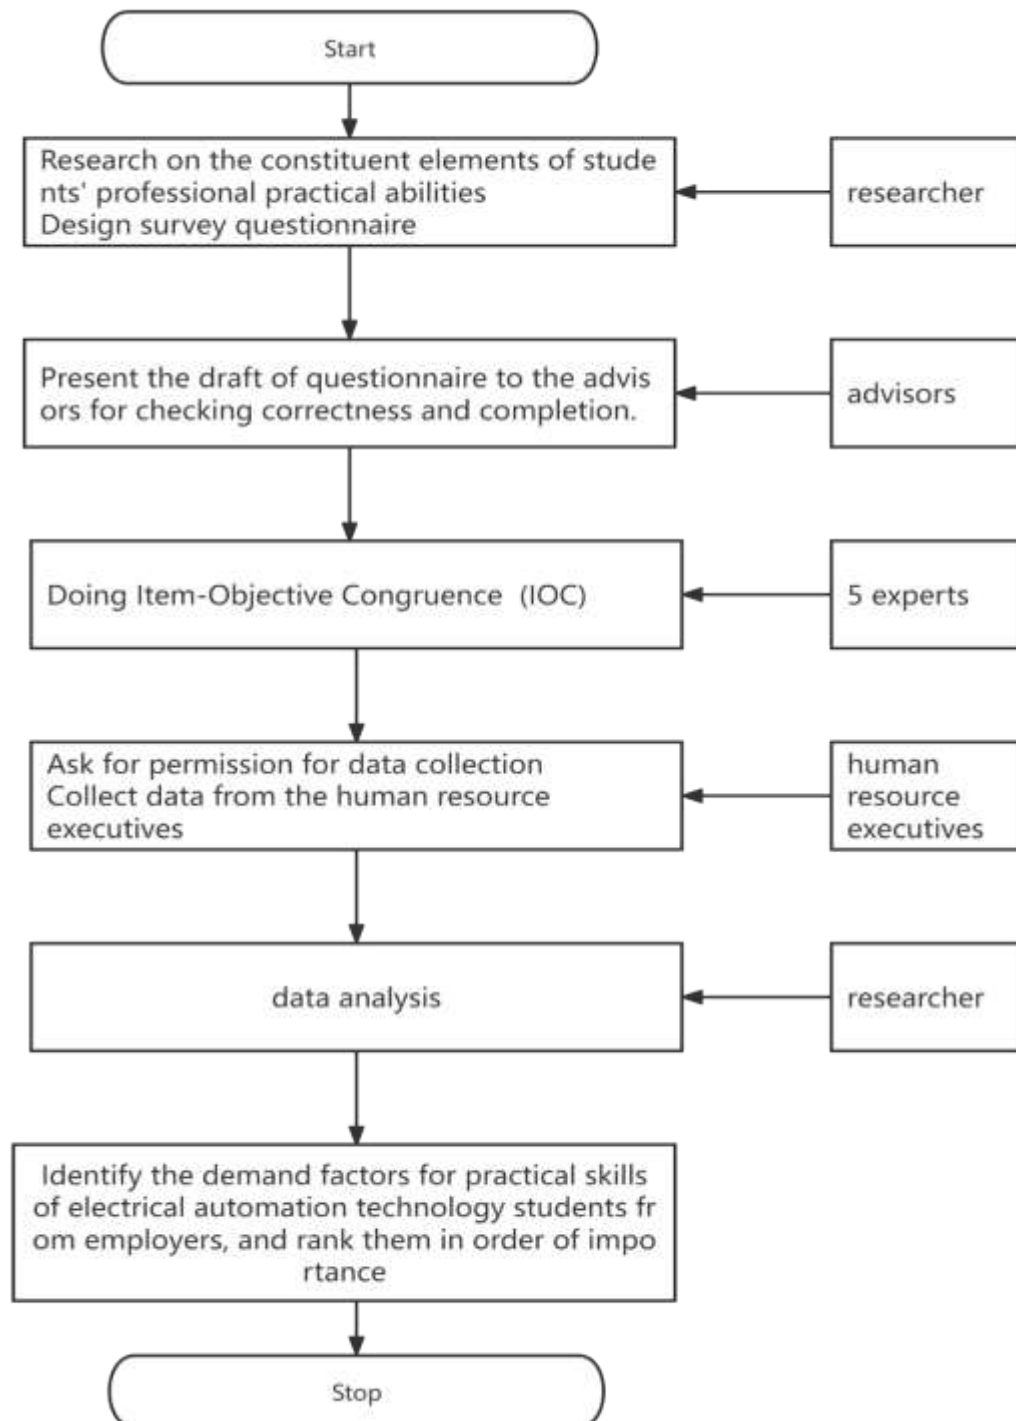 Start
Research on the constituent elements of stude
nts' professional practical abilities
Design survey questionnaire
researcher
Present the draft of questionnaire to the advis
ors for checking correctness and completion.
advisors
Doing Item-Objective Congruence (IOC)
5 experts
Ask for permission for data collection
Collect data from the human resource
executives
human
resource
executives
data analysis
researcher
Identify the demand factors for practical skills
of electrical automation technology students fr
om employers, and rank them in order of impo
rtance
Stop